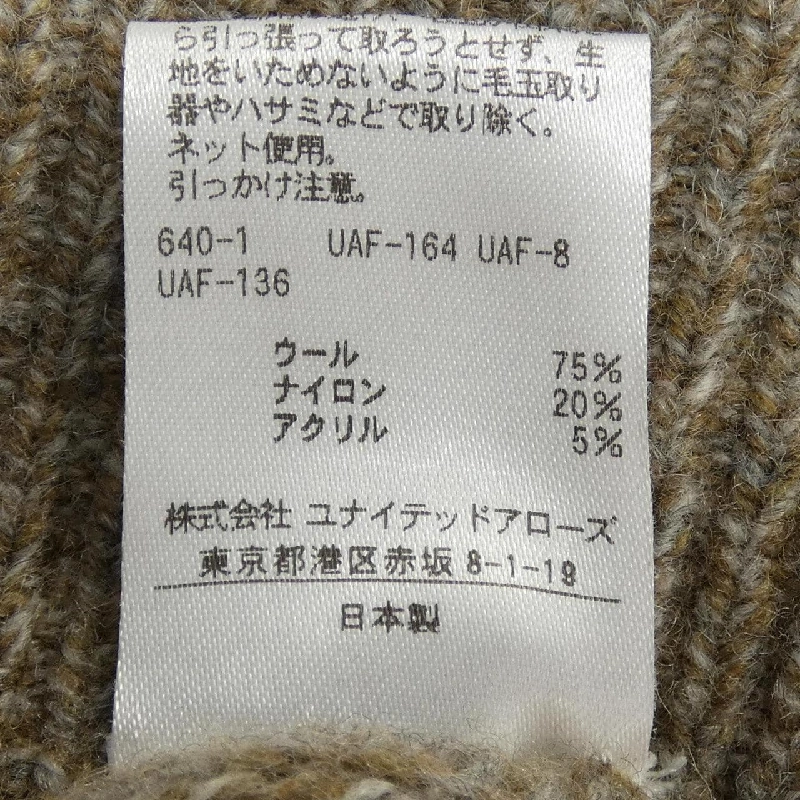 ら引っ張って取ろうとせず、生
地をいためないように毛玉取り
器やハサミなどで取り除く。
ネット使用。
引っかけ注意。
640-1 UAF-164 UAF-8
UAF-136
ウール 75%
ナイロン 20%
アクリル 5%
株式会社 ユナイテッドアローズ
東京都港区赤坂 8-1-19
日本製